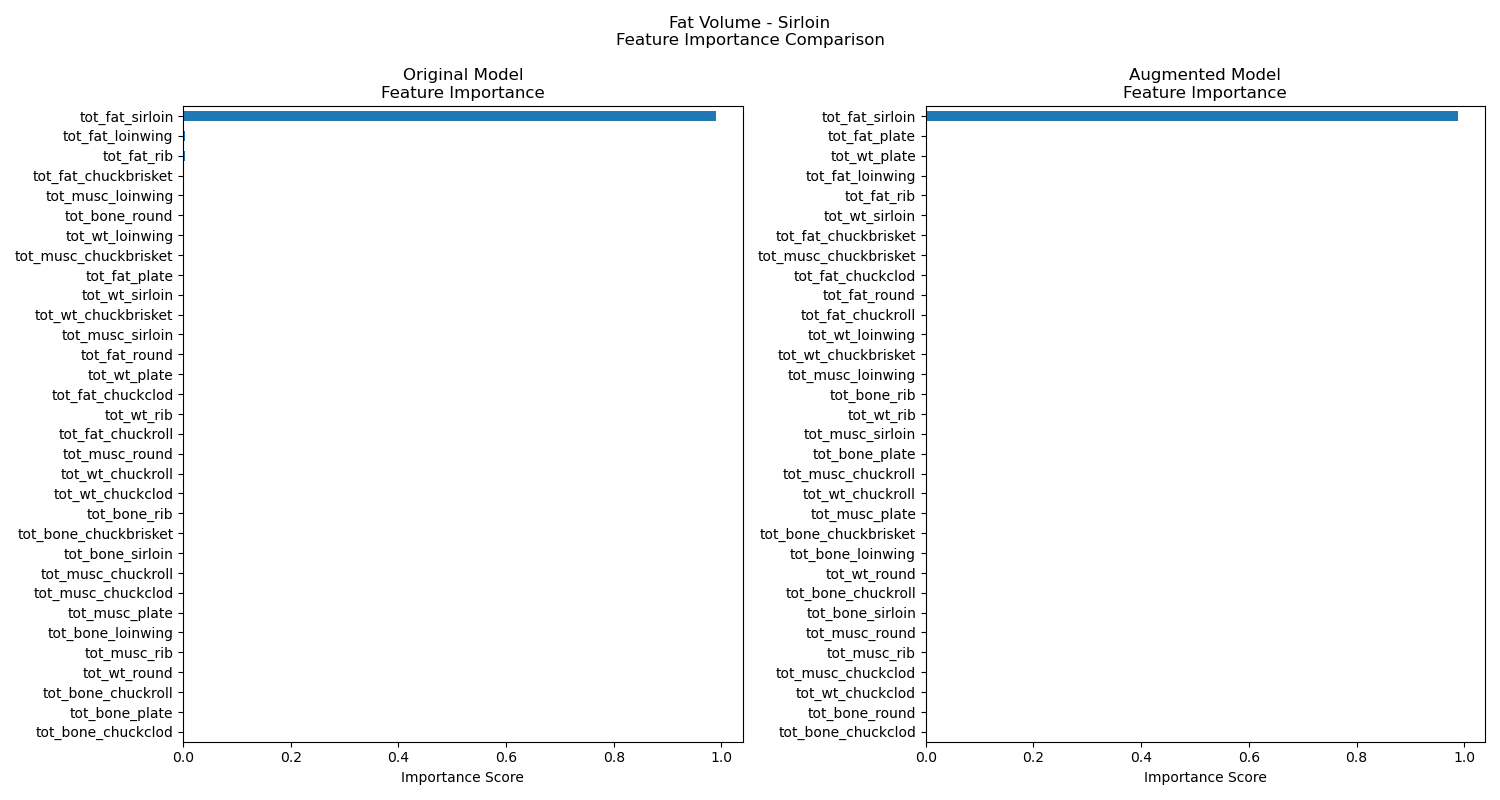 Fat Volume - Sirloin
Feature Importance Comparison
Original Model
Feature Importance
tot_fat_sirloin
tot_fat_loinwing
tot_fat_rib
tot_fat_chuckbrisket
tot_musc_loinwing
tot_bone_round
tot_wt_loinwing
tot_musc_chuckbrisket
tot_fat_plate
tot_wt_sirloin
tot_wt_chuckbrisket
tot_musc_sirloin
tot_fat_round
tot_wt_plate
tot_fat_chuckclod
tot_wt_rib
tot_fat_chuckroll
tot_musc_round
tot_wt_chuckroll
tot_wt_chuckclod
tot_bone_rib
tot_bone_chuckbrisket
tot_bone_sirloin
tot_musc_chuckroll
tot_musc_chuckclod
tot_musc_plate
tot_bone_loinwing
tot_musc_rib
tot_wt_round
tot_bone_chuckroll
tot_bone_plate
tot_bone_chuckclod
0.0 0.2 0.4 0.6 0.8 1.0
Importance Score
Augmented Model
Feature Importance
tot_fat_sirloin
tot_fat_plate
tot_wt_plate
tot_fat_loinwing
tot_fat_rib
tot_wt_sirloin
tot_fat_chuckbrisket
tot_musc_chuckbrisket
tot_fat_chuckclod
tot_fat_round
tot_fat_chuckroll
tot_wt_loinwing
tot_wt_chuckbrisket
tot_musc_loinwing
tot_bone_rib
tot_wt_rib
tot_musc_sirloin
tot_bone_plate
tot_musc_chuckroll
tot_wt_chuckroll
tot_musc_plate
tot_bone_chuckbrisket
tot_bone_loinwing
tot_wt_round
tot_bone_chuckroll
tot_bone_sirloin
tot_musc_round
tot_musc_rib
tot_musc_chuckclod
tot_wt_chuckclod
tot_bone_round
tot_bone_chuckclod
0.0 0.2 0.4 0.6 0.8 1.0
Importance Score